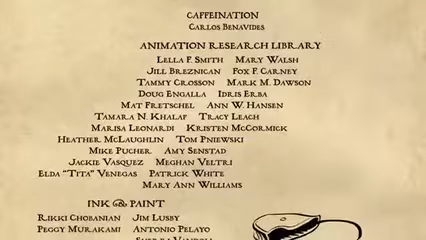 CAFFEINATION
CARLOS BENAVIDES
ANIMATION RESEARCH LIBRARY
LELLA F. SMITH MARY WALSH
JILL BREZNICAN FOX F. CARNEY
TAMMY CROSSON MARK M. DAWSON
DOUG ENGALLA IDRIS ERBA
MAT FRETSCHEL ANN W. HANSEN
TAMARA N. KHALAF TRACY LEACH
MARISA LEONARDI KRISTEN MCCORMICK
HEATHER MCLAUGHLIN TOM PNIEWSKI
MIKE PUCHER AMY SENSTAD
JACKIE VASQUEZ MEGHAN VELTRI
ELDA "TITA" VENEGAS PATRICK WHITE
MARY ANN WILLIAMS
INK @ PAINT
RIKKI CHOBANIAN JIM LUSBY
PEGGY MURAKAMI ANTONIO PELAYO